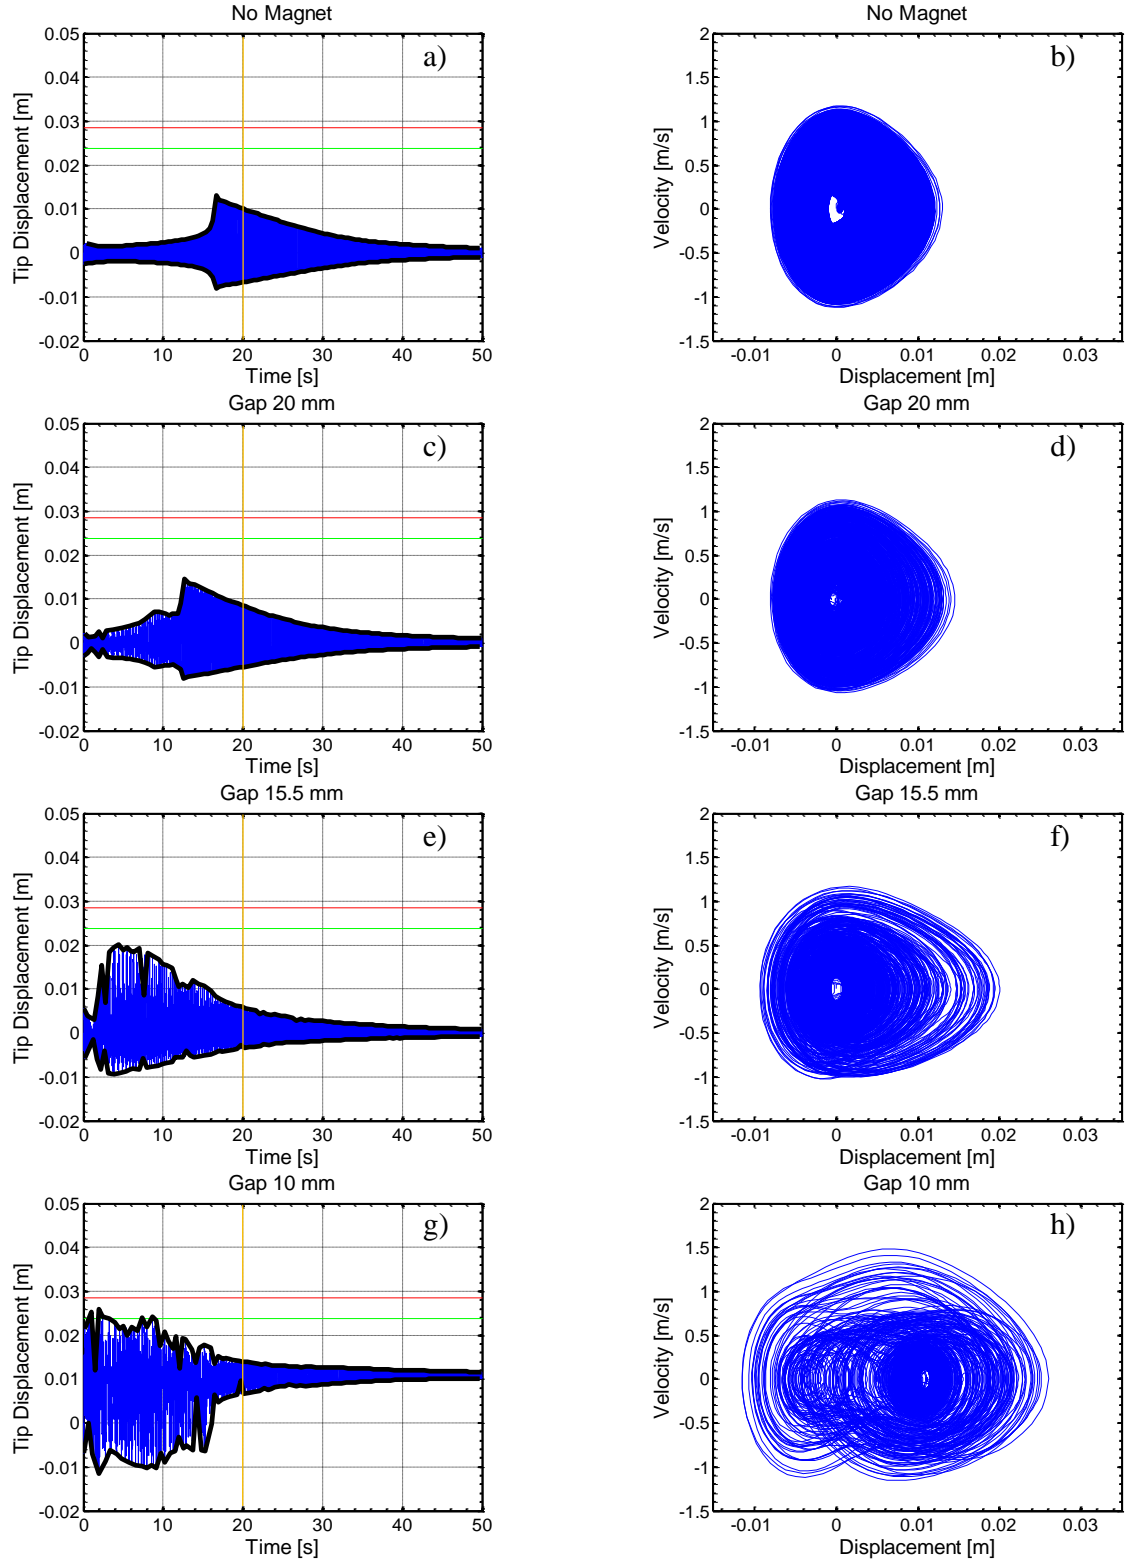 No Magnet
a)
0.05
0.04
0.03
0.02
0.01
0
-0.01
-0.02
Tip Displacement [m]
0 10 20 30 40 50
Time [s]
No Magnet
b)
2
1.5
1
0.5
0
-0.5
-1
-1.5
Velocity [m/s]
-0.01 0 0.01 0.02 0.03
Displacement [m]
Gap 20 mm
c)
0.05
0.04
0.03
0.02
0.01
0
-0.01
-0.02
Tip Displacement [m]
0 10 20 30 40 50
Time [s]
Gap 20 mm
d)
2
1.5
1
0.5
0
-0.5
-1
-1.5
Velocity [m/s]
-0.01 0 0.01 0.02 0.03
Displacement [m]
Gap 15.5 mm
e)
0.05
0.04
0.03
0.02
0.01
0
-0.01
-0.02
Tip Displacement [m]
0 10 20 30 40 50
Time [s]
Gap 15.5 mm
f)
2
1.5
1
0.5
0
-0.5
-1
-1.5
Velocity [m/s]
-0.01 0 0.01 0.02 0.03
Displacement [m]
Gap 10 mm
g)
0.05
0.04
0.03
0.02
0.01
0
-0.01
-0.02
Tip Displacement [m]
0 10 20 30 40 50
Time [s]
Gap 10 mm
h)
2
1.5
1
0.5
0
-0.5
-1
-1.5
Velocity [m/s]
-0.01 0 0.01 0.02 0.03
Displacement [m]